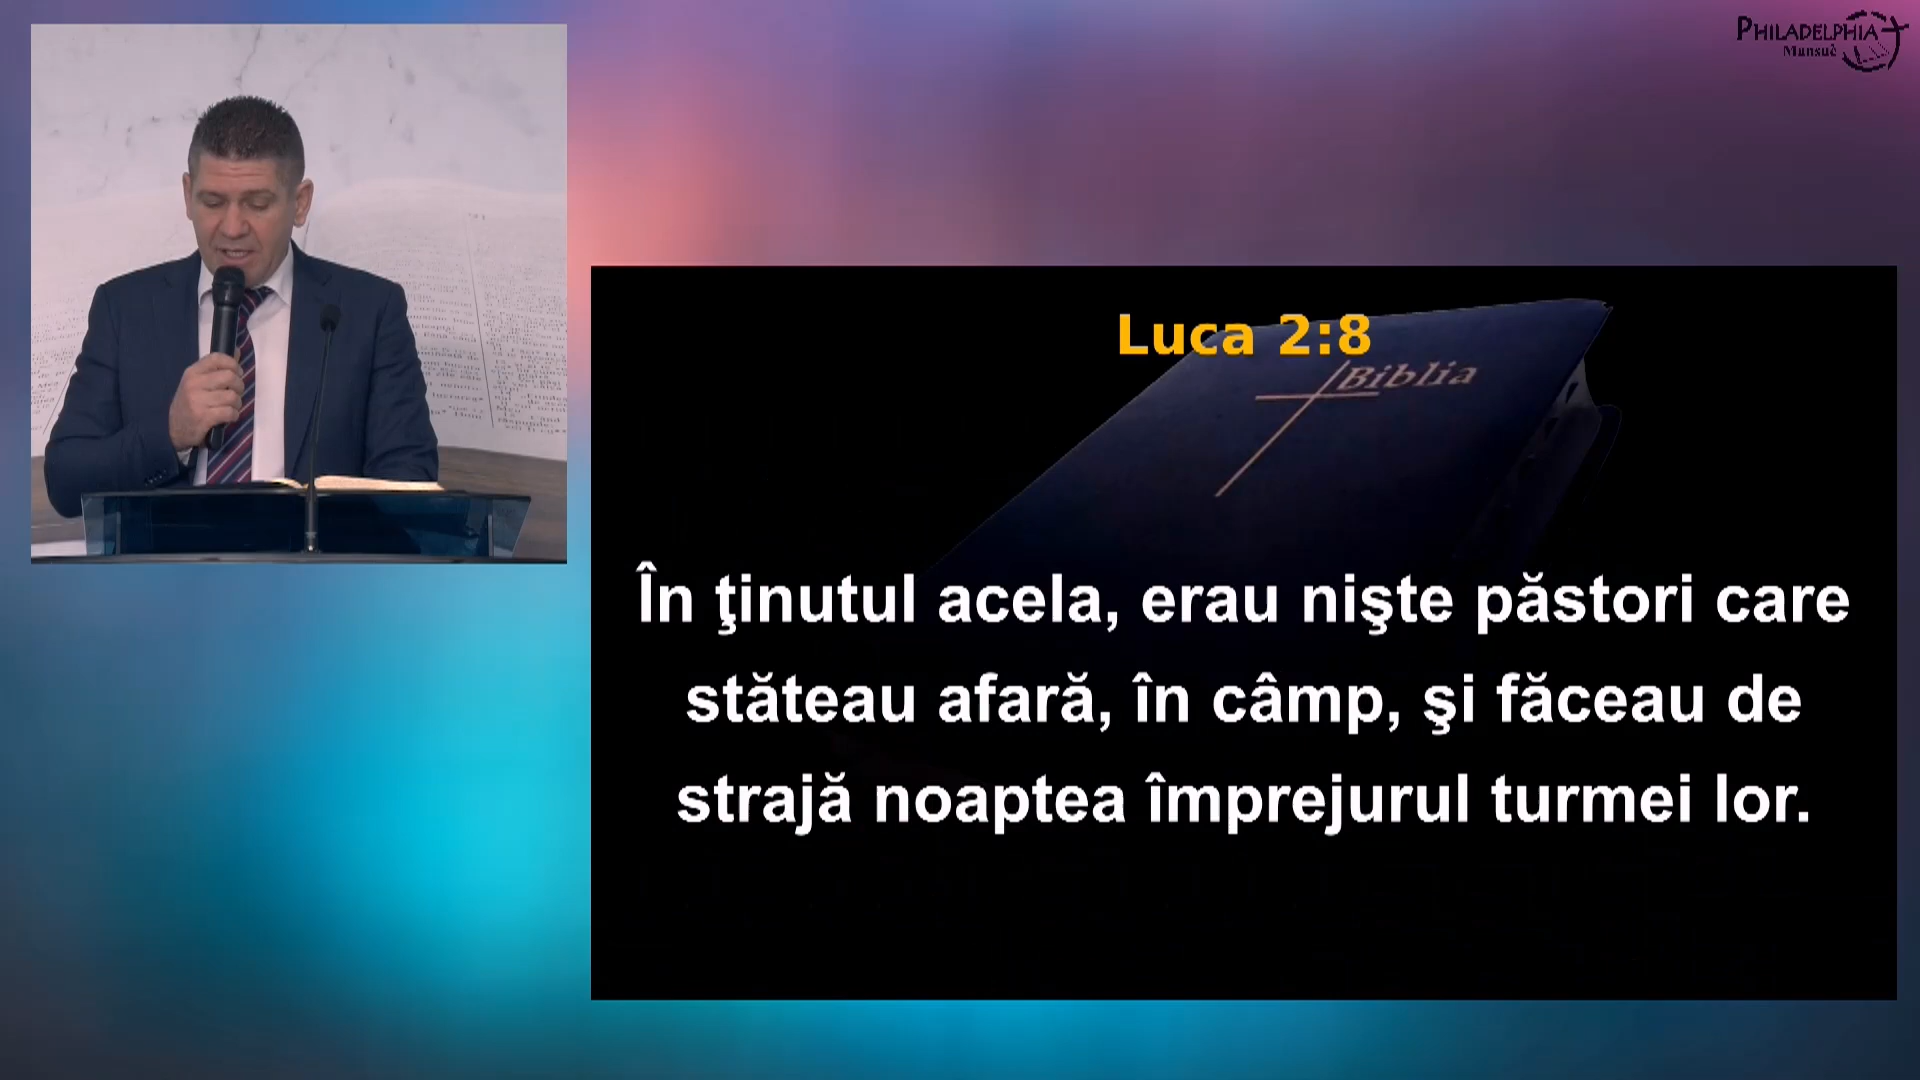 PHILADELPHIA
Mansuè
Luca 2:8
Biblia
În ţinutul acela, erau nişte păstori care
stăteau afară, în câmp, şi făceau de
strajă noaptea împrejurul turmei lor.